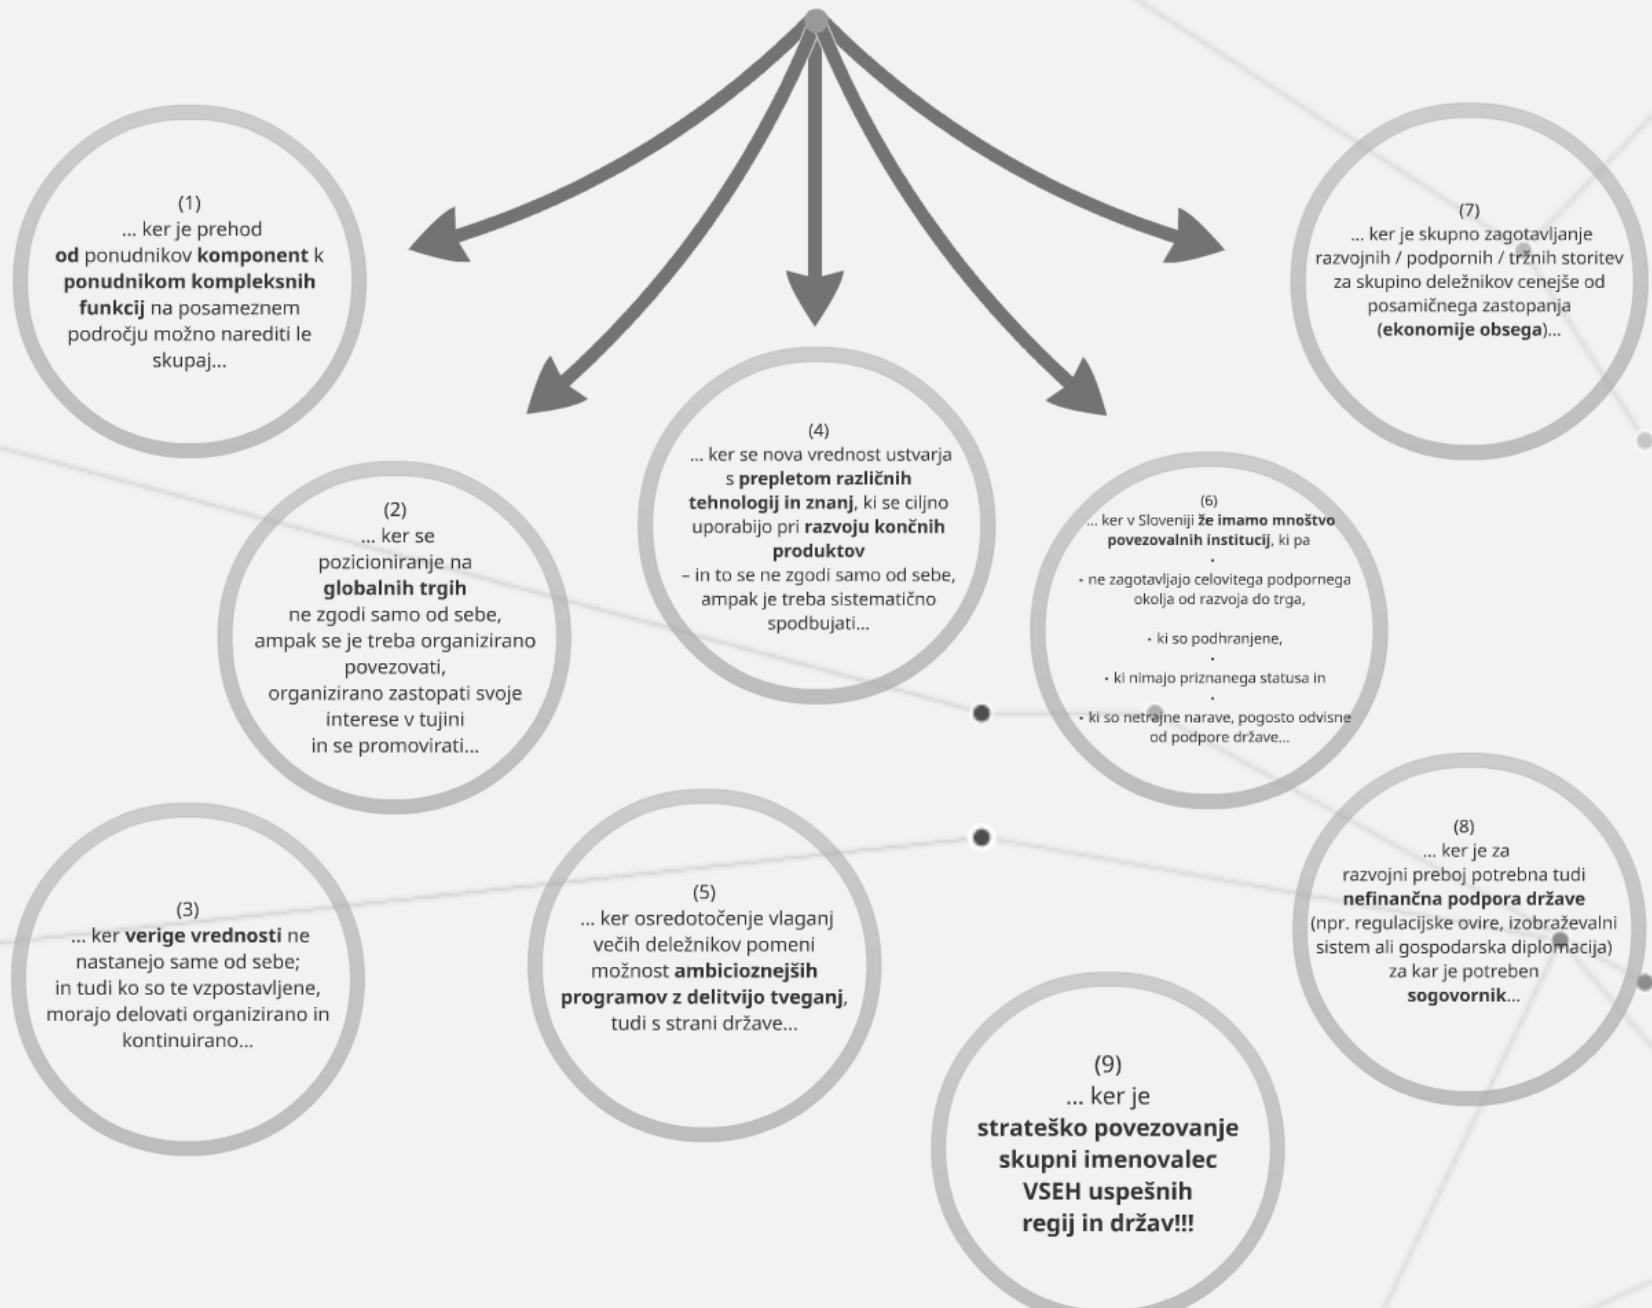 (1)
... ker je prehod
od ponudnikov komponent k
ponudnikom kompleksnih
funkcij na posameznem
področju možno narediti le
skupaj...
(2)
... ker se
pozicioniranje na
globalnih trgih
ne zgodi samo od sebe,
ampak se je treba organizirano
povezovati,
organizirano zastopati svoje
interese v tujini
in se promovirati...
(3)
... ker verige vrednosti ne
nastanejo same od sebe;
in tudi ko so te vzpostavljene,
morajo delovati organizirano in
kontinuirano...
(4)
... ker se nova vrednost ustvarja
s prepletom različnih
tehnologij in znanj, ki se ciljno
uporabijo pri razvoju končnih
produktov
– in to se ne zgodi samo od sebe,
ampak je treba sistematično
spodbujati...
(5)
... ker osredotočenje vlaganj
večih deležnikov pomeni
možnost ambicioznejših
programov z delitvijo tveganj,
tudi s strani države...
(6)
... ker v Sloveniji že imamo mnoštvo
povezovalnih institucij, ki pa
•
• ne zagotavljajo celovitega podpornega
okolja od razvoja do trga,
• ki so podhranjene,
•
• ki nimajo priznanega statusa in
•
• ki so netrajne narave, pogosto odvisne
od podpore države...
(7)
... ker je skupno zagotavljanje
razvojnih / podpornih / tržnih storitev
za skupino deležnikov cenejše od
posamičnega zastopanja
(ekonomije obsega)...
(8)
... ker je za
razvojni preboj potrebna tudi
nefinančna podpora države
(npr. regulacijske ovire, izobraževalni
sistem ali gospodarska diplomacija)
za kar je potreben
sogovornik...
(9)
... ker je
strateško povezovanje
skupni imenovalec
VSEH uspešnih
regij in držav!!!